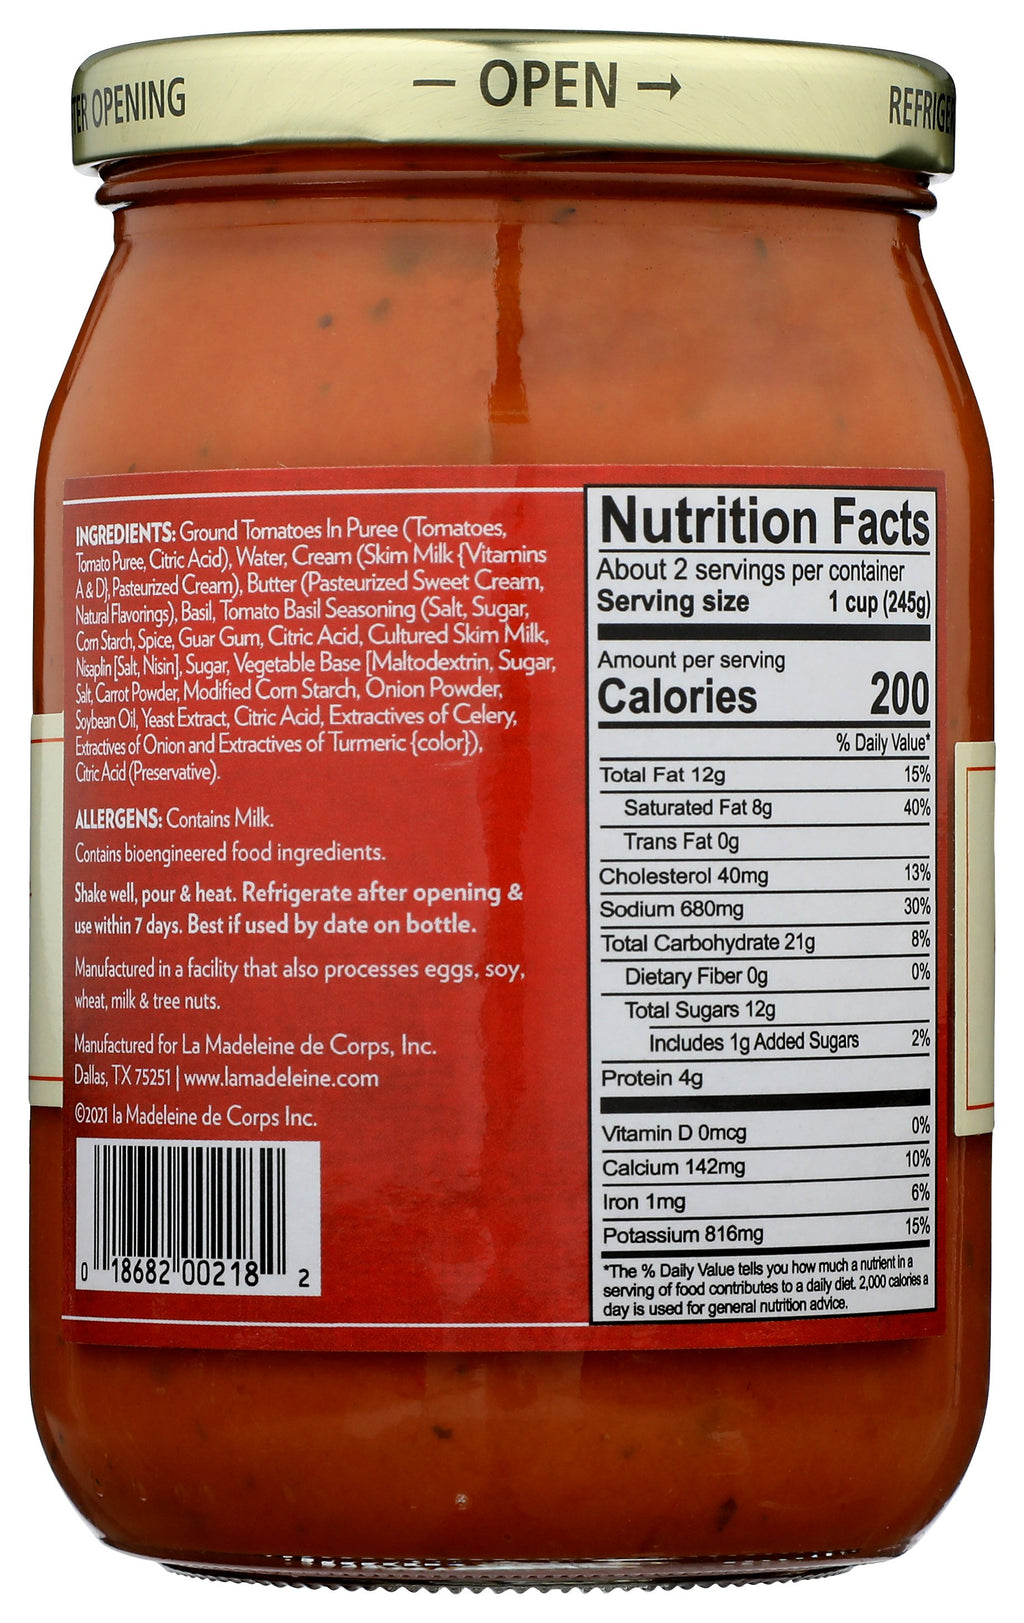 OPENING
— OPEN →
INGREDIENTS: Ground Tomatoes In Puree (Tomatoes,
Tomato Puree, Citric Acid), Water, Cream (Skim Milk {Vitamins
A & D}, Pasteurized Cream), Butter (Pasteurized Sweet Cream,
Natural Flavorings), Basil, Tomato Basil Seasoning (Salt, Sugar,
Corn Starch, Spice, Guar Gum, Citric Acid, Cultured Skim Milk,
Nisaplin [Salt, Nisin], Sugar, Vegetable Base [Maltodextrin, Sugar,
Salt, Carrot Powder, Modified Corn Starch, Onion Powder,
Soybean Oil, Yeast Extract, Citric Acid, Extractives of Celery,
Extractives of Onion and Extractives of Turmeric {color}),
Citric Acid (Preservative).
ALLERGENS: Contains Milk.
Contains bioengineered food ingredients.
Shake well, pour & heat. Refrigerate after opening &
use within 7 days. Best if used by date on bottle.
Manufactured in a facility that also processes eggs, soy,
wheat, milk & tree nuts.
Manufactured for La Madeleine de Corps, Inc.
Dallas, TX 75251 | www.lamadeleine.com
©2021 la Madeleine de Corps Inc.
0 18682 00218 2
Nutrition Facts
About 2 servings per container
Serving size 1 cup (245g)
Amount per serving
Calories 200
% Daily Value*
Total Fat 12g 15%
Saturated Fat 8g 40%
Trans Fat 0g
Cholesterol 40mg 13%
Sodium 680mg 30%
Total Carbohydrate 21g 8%
Dietary Fiber 0g 0%
Total Sugars 12g
Includes 1g Added Sugars 2%
Protein 4g
Vitamin D 0mcg 0%
Calcium 142mg 10%
Iron 1mg 6%
Potassium 816mg 15%
*The % Daily Value tells you how much a nutrient in a
serving of food contributes to a daily diet. 2,000 calories a
day is used for general nutrition advice.